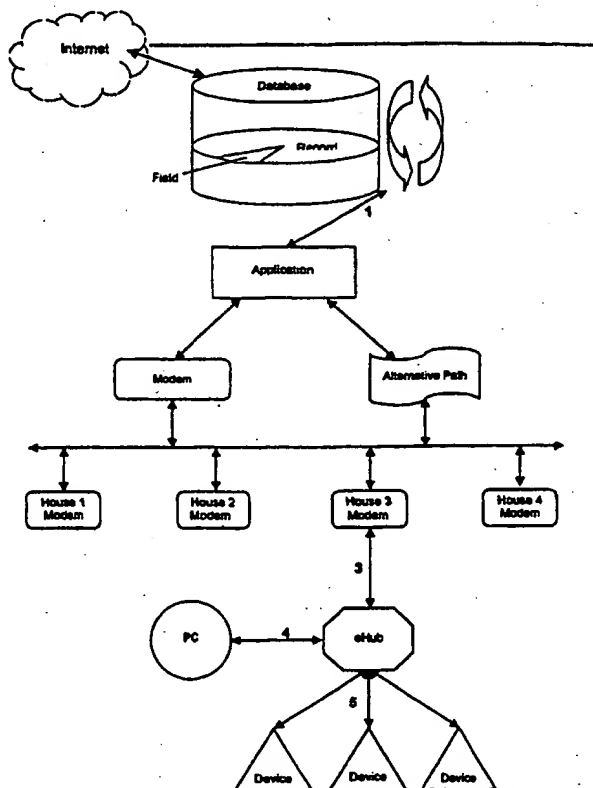 Internet
Database
Record
Field
1
Application
Modem
Alternative Path
House 1
Modem
House 2
Modem
House 3
Modem
House 4
Modem
3
PC
4
eHub
5
Device
Device
Device